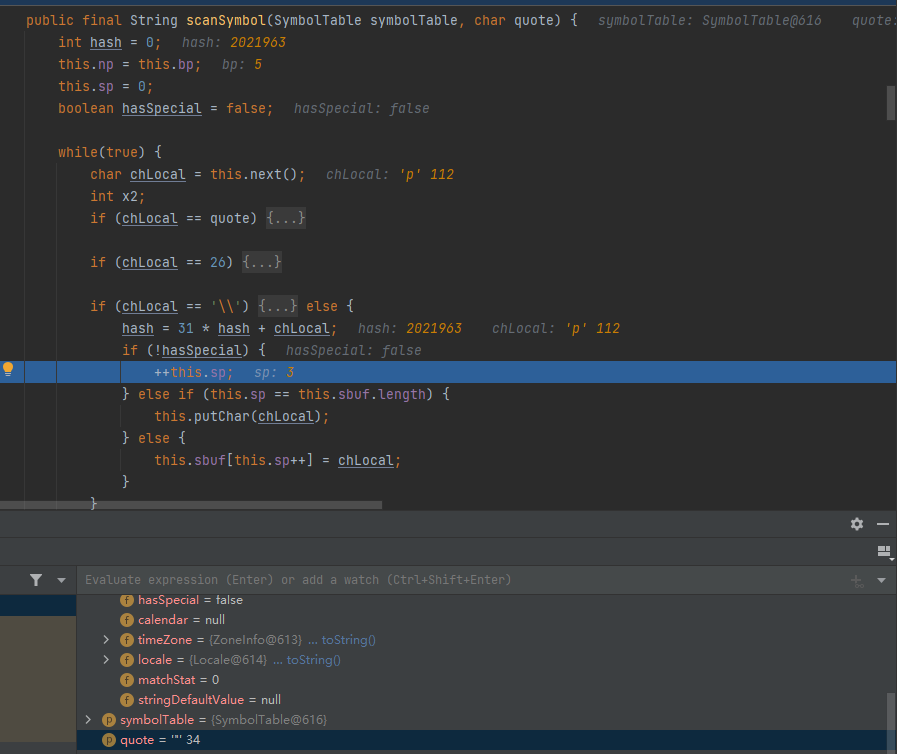 public final String scanSymbol(SymbolTable symbolTable, char quote) {  symbolTable: SymbolTable@616  quote:
int hash = 0;  hash: 2021963
this.np = this.bp;  bp: 5
this.sp = 0;
boolean hasSpecial = false;  hasSpecial: false
while(true) {
char chLocal = this.next();  chLocal: 'p' 112
int x2;
if (chLocal == quote) {...}
if (chLocal == 26) {...}
if (chLocal == '\\') {...} else {
hash = 31 * hash + chLocal;  hash: 2021963  chLocal: 'p' 112
if (!hasSpecial) {  hasSpecial: false
++this.sp;  sp: 3
} else if (this.sp == this.sbuf.length) {
this.putChar(chLocal);
} else {
this.sbuf[this.sp++] = chLocal;
}
}
Evaluate expression (Enter) or add a watch (Ctrl+Shift+Enter)
f hasSpecial = false
f calendar = null
f timeZone = {ZoneInfo@613} ... toString()
f locale = {Locale@614} ... toString()
f matchStat = 0
f stringDefaultValue = null
p symbolTable = {SymbolTable@616}
p quote = '"' 34